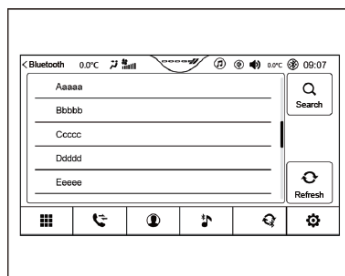 Bluetooth 0.0°C 0.0°C 09:07
Aaaaa
Search
Bbbbb
Ccccc
Ddddd
Eeeee
Refresh